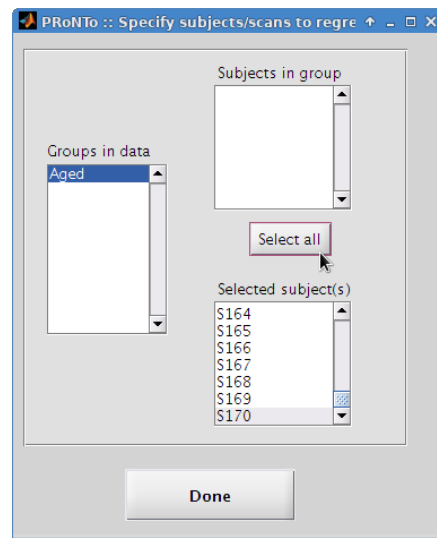 PRoNTo :: Specify subjects/scans to regre
Subjects in group
Groups in data
Aged
Select all
Selected subject(s)
S164
S165
S166
S167
S168
S169
S170
Done